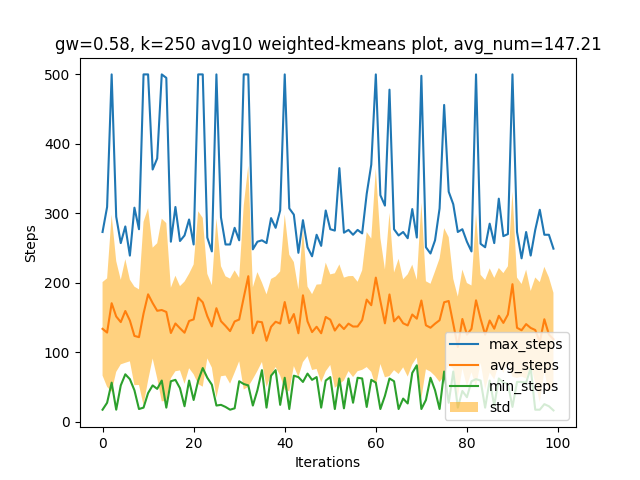 gw=0.58, k=250 avg10 weighted-kmeans plot, avg_num=147.21
500
400
300
200
100
0
Steps
max_steps
avg_steps
min_steps
std
0 20 40 60 80 100
Iterations